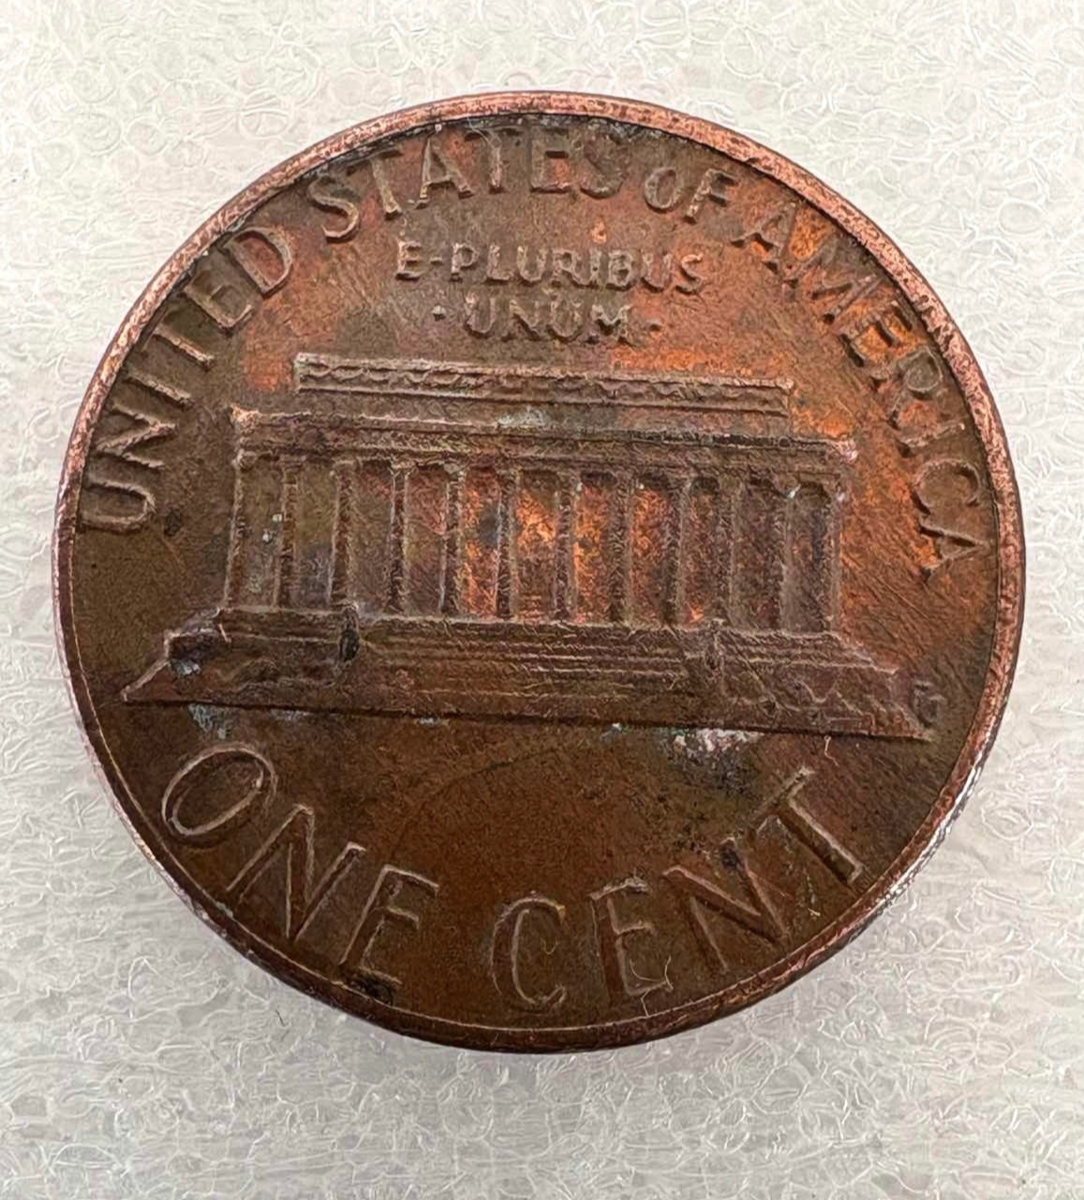 UNITED STATES OF AMERICA
E·PLURIBUS
·UNUM·
ONE CENT